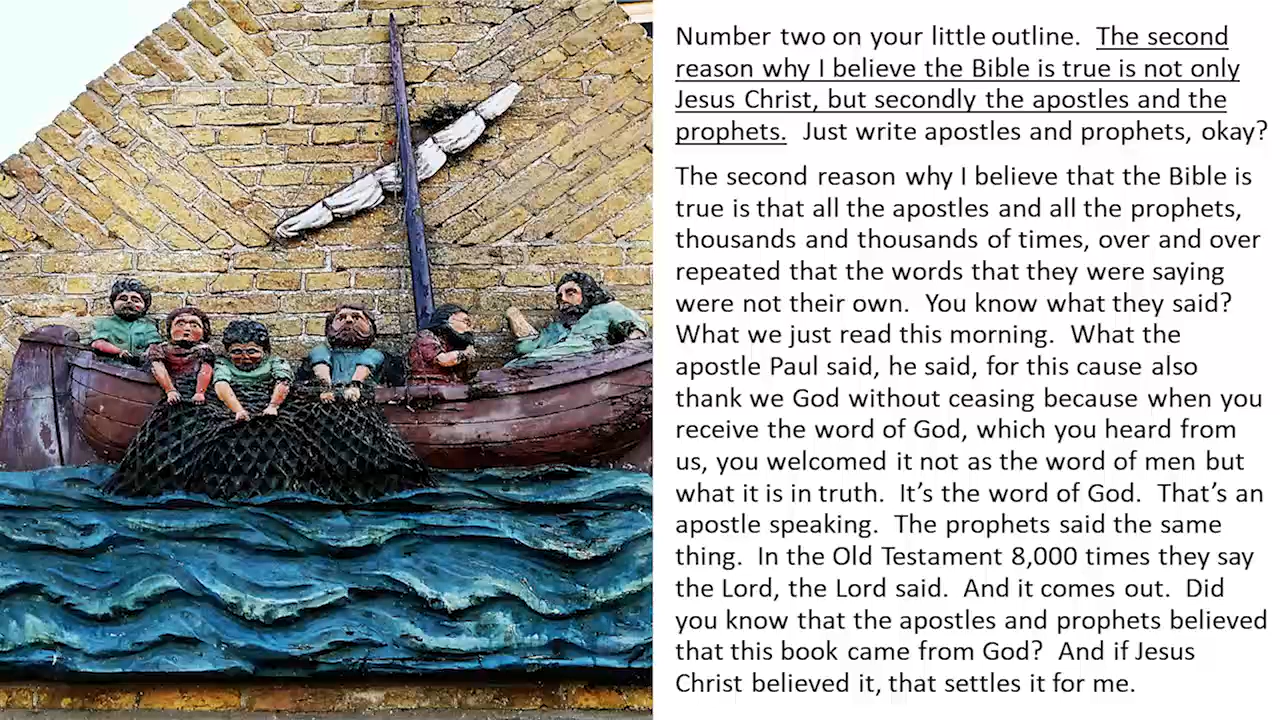 Number two on your little outline.  The second
reason why I believe the Bible is true is not only
Jesus Christ, but secondly the apostles and the
prophets.  Just write apostles and prophets, okay?
The second reason why I believe that the Bible is
true is that all the apostles and all the prophets,
thousands and thousands of times, over and over
repeated that the words that they were saying
were not their own.  You know what they said?
What we just read this morning.  What the
apostle Paul said, he said, for this cause also
thank we God without ceasing because when you
receive the word of God, which you heard from
us, you welcomed it not as the word of men but
what it is in truth.  It’s the word of God.  That’s an
apostle speaking.  The prophets said the same
thing.  In the Old Testament 8,000 times they say
the Lord, the Lord said.  And it comes out.  Did
you know that the apostles and prophets believed
that this book came from God?  And if Jesus
Christ believed it, that settles it for me.